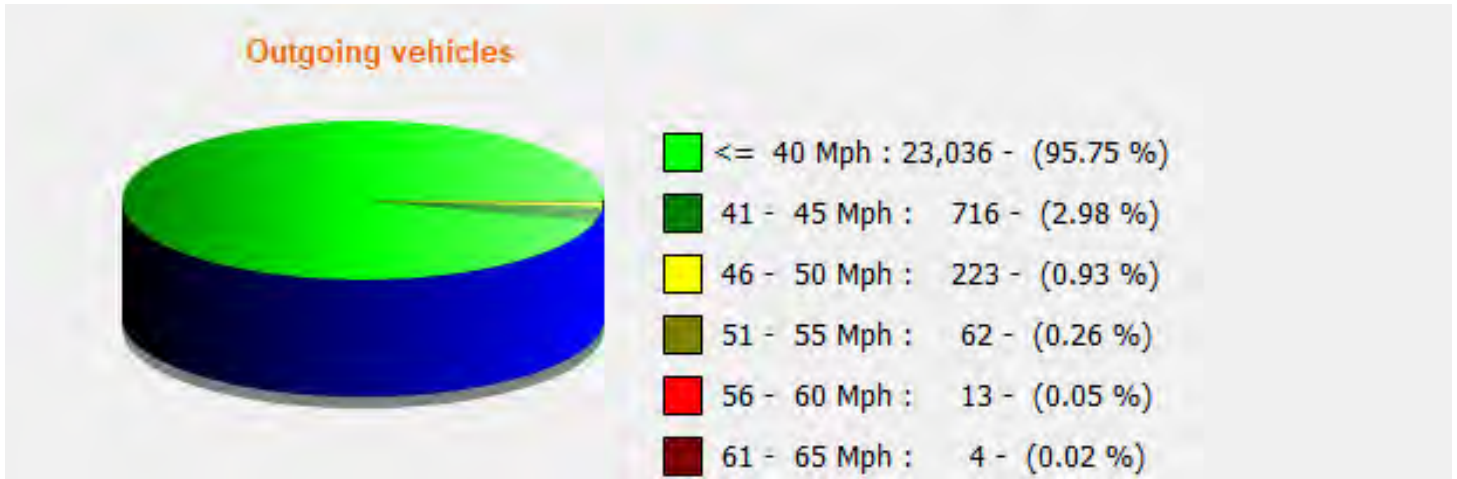 Outgoing vehicles
<= 40 Mph : 23,036 - (95.75 %)
41 - 45 Mph : 716 - (2.98 %)
46 - 50 Mph : 223 - (0.93 %)
51 - 55 Mph : 62 - (0.26 %)
56 - 60 Mph : 13 - (0.05 %)
61 - 65 Mph : 4 - (0.02 %)